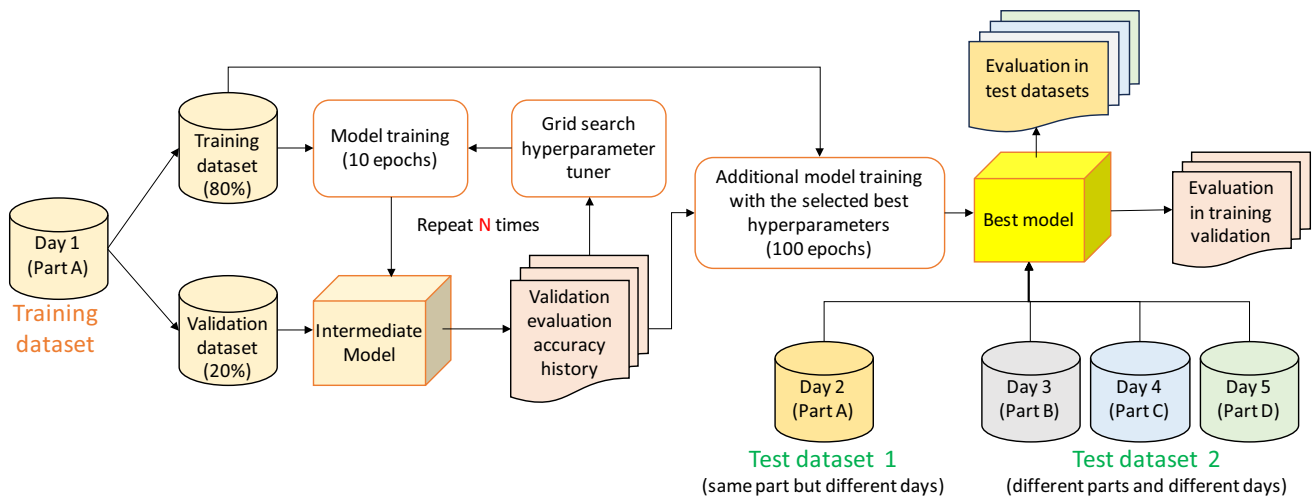 Day 1
(Part A)
Training
dataset
Training
dataset
(80%)
Validation
dataset
(20%)
Model training
(10 epochs)
Grid search
hyperparameter
tuner
Repeat N times
Intermediate
Model
Validation
evaluation
accuracy
history
Additional model training
with the selected best
hyperparameters
(100 epochs)
Evaluation in
test datasets
Best model
Evaluation
in training
validation
Day 2
(Part A)
Test dataset 1
(same part but different days)
Day 3
(Part B)
Day 4
(Part C)
Day 5
(Part D)
Test dataset 2
(different parts and different days)